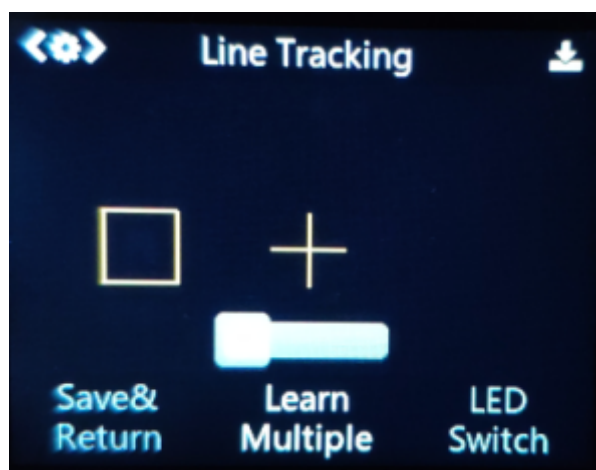 Line Tracking
Save&
Return
Learn
Multiple
LED
Switch